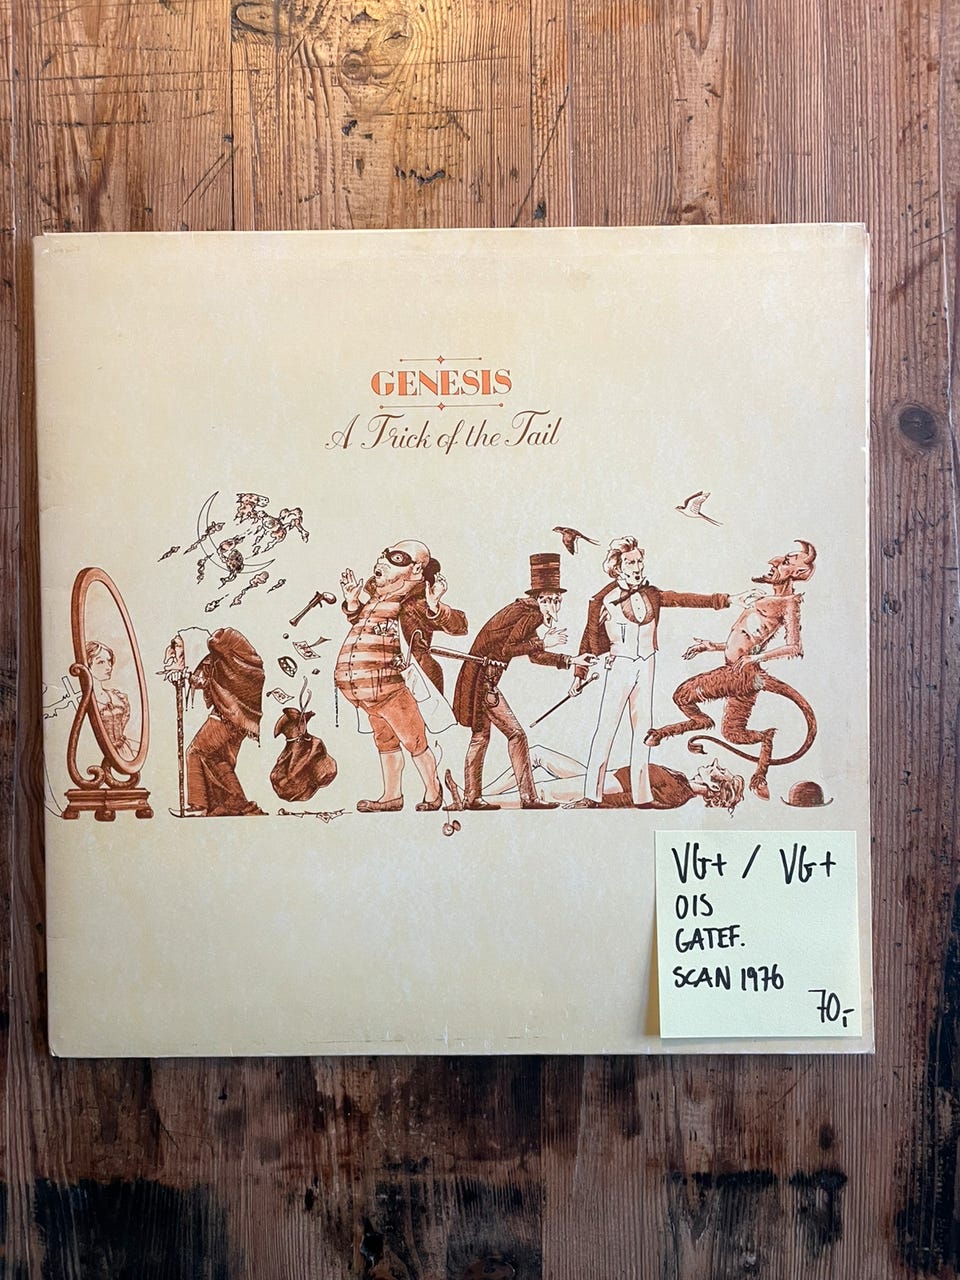 GENESIS
A Trick of the Tail
VG+ / VG+
OIS
GATEF.
SCAN 1976
70,-